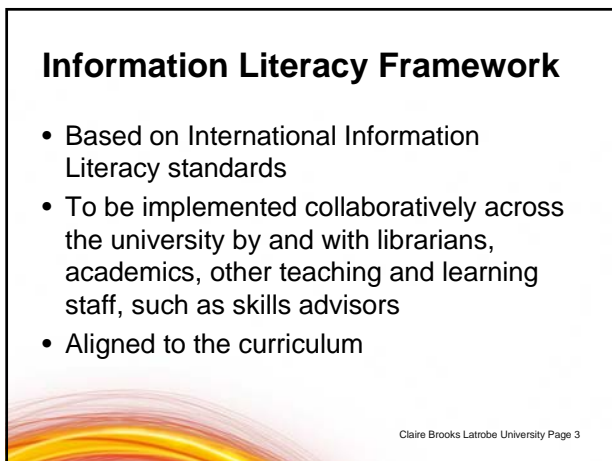 Information Literacy Framework
• Based on International Information
Literacy standards
• To be implemented collaboratively across
the university by and with librarians,
academics, other teaching and learning
staff, such as skills advisors
• Aligned to the curriculum
Claire Brooks Latrobe University Page 3